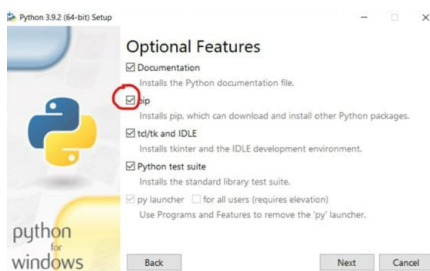 Python 3.9.2 (64-bit) Setup
Optional Features
Documentation
Installs the Python documentation file.
pip
Installs pip, which can download and install other Python packages.
td/tk and IDLE
Installs tkinter and the IDLE development environment.
Python test suite
Installs the standard library test suite.
py launcher for all users (requires elevation)
Use Programs and Features to remove the 'py' launcher.
python
for
windows
Back Next Cancel